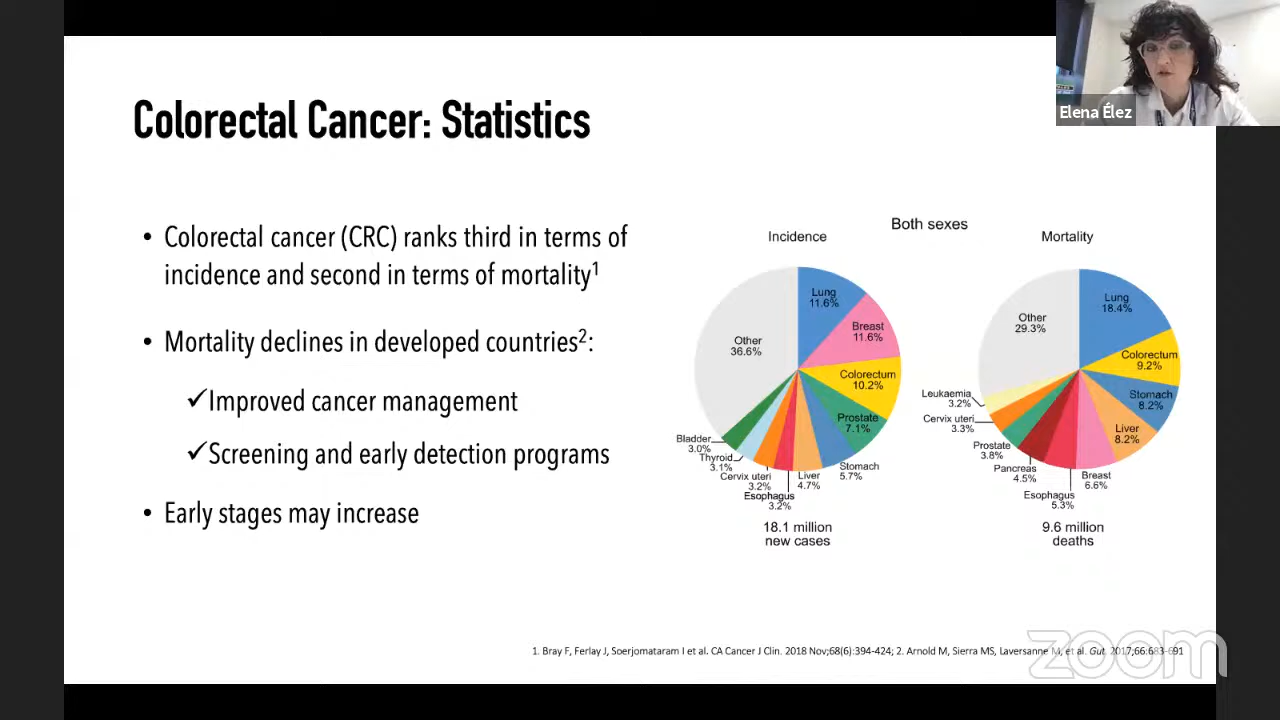 Elena Élez
Colorectal Cancer: Statistics
• Colorectal cancer (CRC) ranks third in terms of
incidence and second in terms of mortality1
• Mortality declines in developed countries2:
✓Improved cancer management
✓Screening and early detection programs
• Early stages may increase
Both sexes
Incidence
Lung
11.6%
Breast
11.6%
Colorectum
10.2%
Prostate
7.1%
Stomach
5.7%
Liver
4.7%
Esophagus
3.2%
Cervix uteri
3.2%
Thyroid
3.1%
Bladder
3.0%
Other
36.6%
18.1 million
new cases
Mortality
Lung
18.4%
Colorectum
9.2%
Stomach
8.2%
Liver
8.2%
Breast
6.6%
Esophagus
5.3%
Pancreas
4.5%
Prostate
3.8%
Cervix uteri
3.3%
Leukaemia
3.2%
Other
29.3%
9.6 million
deaths
1. Bray F, Ferlay J, Soerjomataram I et al. CA Cancer J Clin. 2018 Nov;68(6):394-424; 2. Arnold M, Sierra MS, Laversanne M, et al. Gut. 2017;66:683-691
zoom